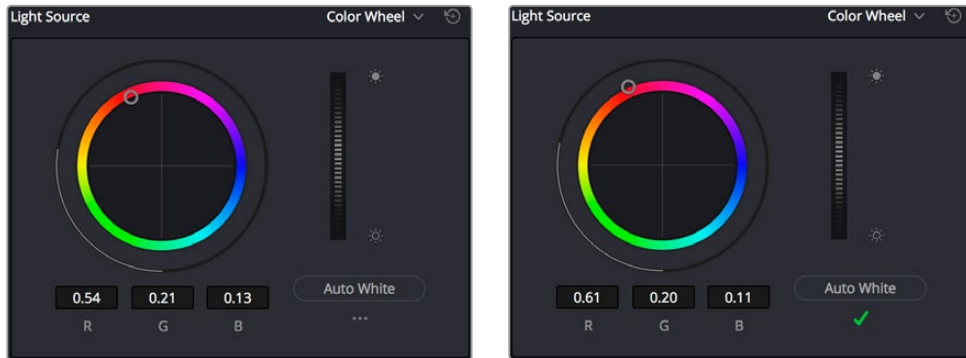 Light Source Color Wheel
0.54 0.21 0.13
R G B
Auto White
...
Light Source Color Wheel
0.61 0.20 0.11
R G B
Auto White